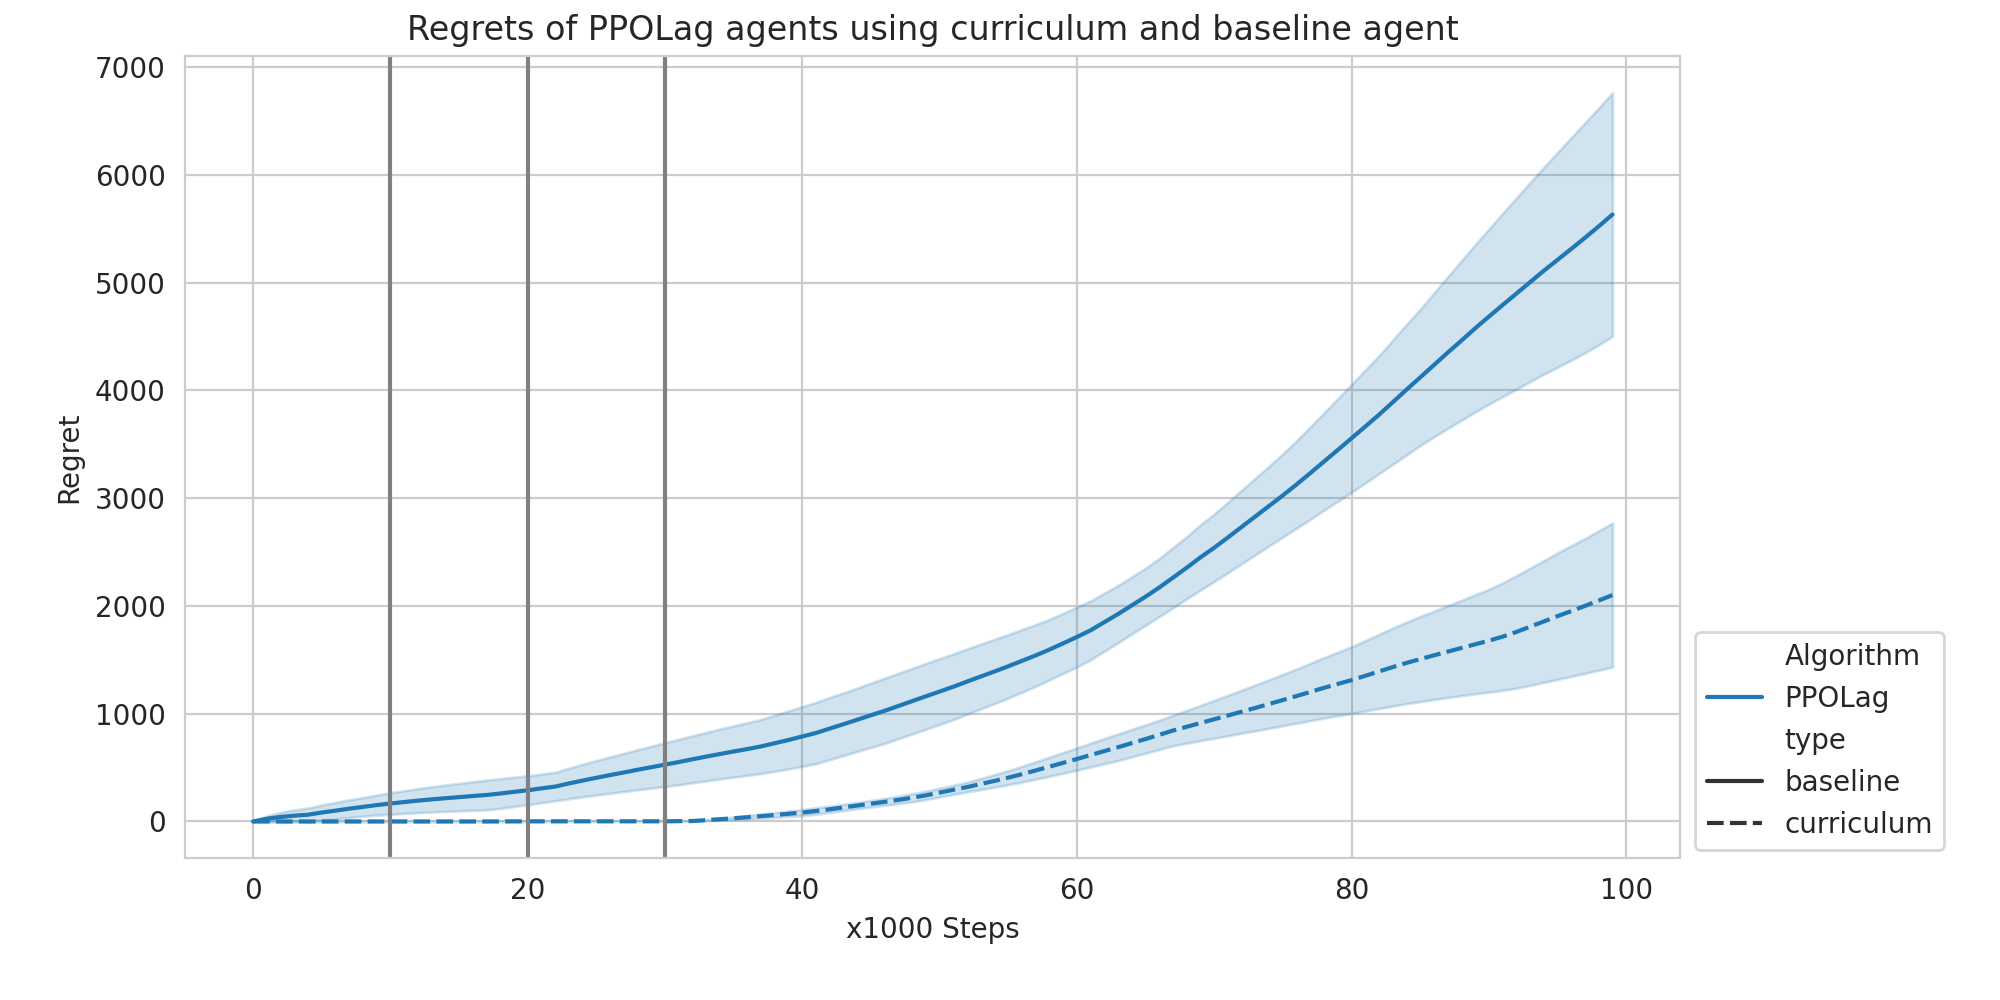 Regrets of PPOLag agents using curriculum and baseline agent
7000
6000
5000
4000
3000
2000
1000
0
Regret
0 20 40 60 80 100
x1000 Steps
Algorithm
PPOLag
type
baseline
curriculum